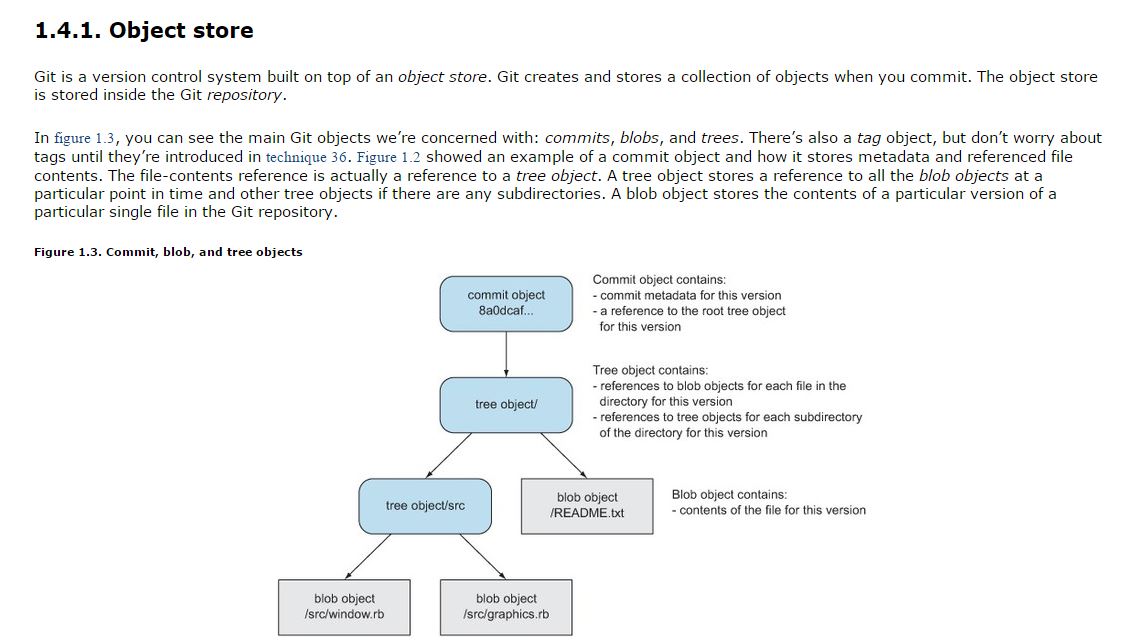 1.4.1. Object store
Git is a version control system built on top of an object store. Git creates and stores a collection of objects when you commit. The object store
is stored inside the Git repository.
In figure 1.3, you can see the main Git objects we're concerned with: commits, blobs, and trees. There's also a tag object, but don't worry about
tags until they're introduced in technique 36. Figure 1.2 showed an example of a commit object and how it stores metadata and referenced file
contents. The file-contents reference is actually a reference to a tree object. A tree object stores a reference to all the blob objects at a
particular point in time and other tree objects if there are any subdirectories. A blob object stores the contents of a particular version of a
particular single file in the Git repository.
Figure 1.3. Commit, blob, and tree objects
commit object
8a0dcaf...
Commit object contains:
- commit metadata for this version
- a reference to the root tree object
for this version
tree object/
Tree object contains:
- references to blob objects for each file in the
directory for this version
- references to tree objects for each subdirectory
of the directory for this version
tree object/src
blob object
/README.txt
Blob object contains:
- contents of the file for this version
blob object
/src/window.rb
blob object
/src/graphics.rb